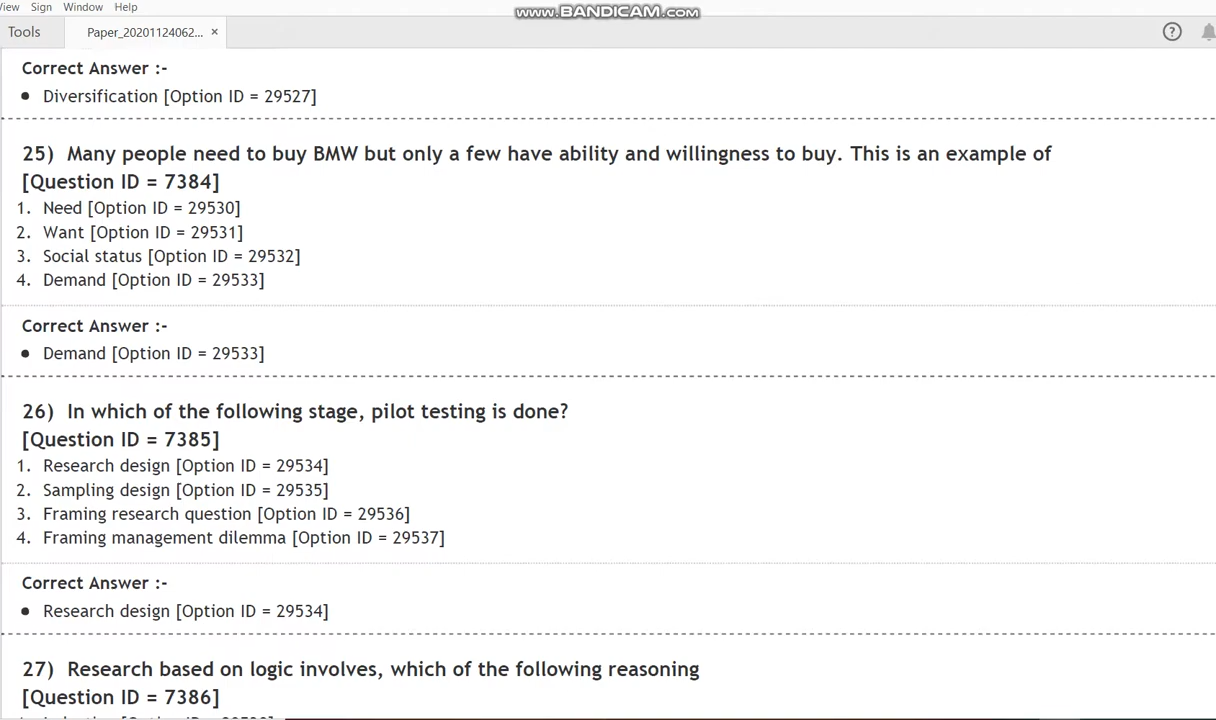 View Sign Window Help
www.BANDICAM.com
Tools Paper_20201124062... × ?
Correct Answer :-
• Diversification [Option ID = 29527]
25) Many people need to buy BMW but only a few have ability and willingness to buy. This is an example of
[Question ID = 7384]
1. Need [Option ID = 29530]
2. Want [Option ID = 29531]
3. Social status [Option ID = 29532]
4. Demand [Option ID = 29533]
Correct Answer :-
• Demand [Option ID = 29533]
26) In which of the following stage, pilot testing is done?
[Question ID = 7385]
1. Research design [Option ID = 29534]
2. Sampling design [Option ID = 29535]
3. Framing research question [Option ID = 29536]
4. Framing management dilemma [Option ID = 29537]
Correct Answer :-
• Research design [Option ID = 29534]
27) Research based on logic involves, which of the following reasoning
[Question ID = 7386]